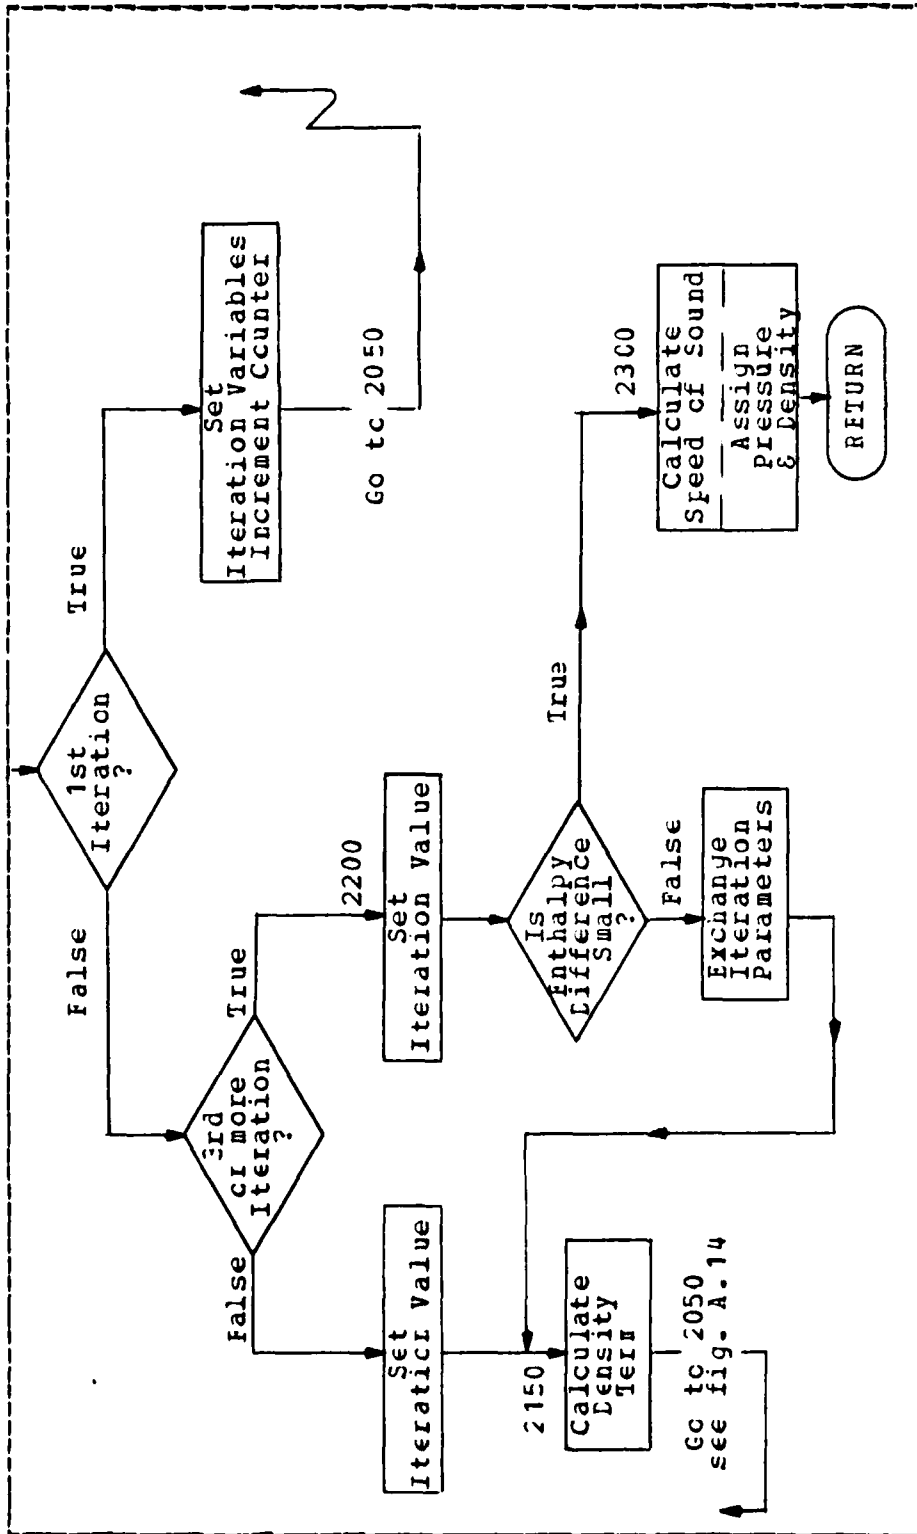 1st
Iteration
?
True
False
Set
Iteration Variables
Increment Ccunter
Go tc 2050
3rd
cr more
Iteration
?
True
False
2200
Set
Iteration Value
Set
Iteraticr Value
Is
Enthalpy
Difference
Small
?
True
False
2300
Calculate
Speed cf Sound
Assign
Pressure
& Density
RETURN
Exchange
Iteration
Parameters
2150
Calculate
Density
Term
Gc tc 2050
see fig. A.14